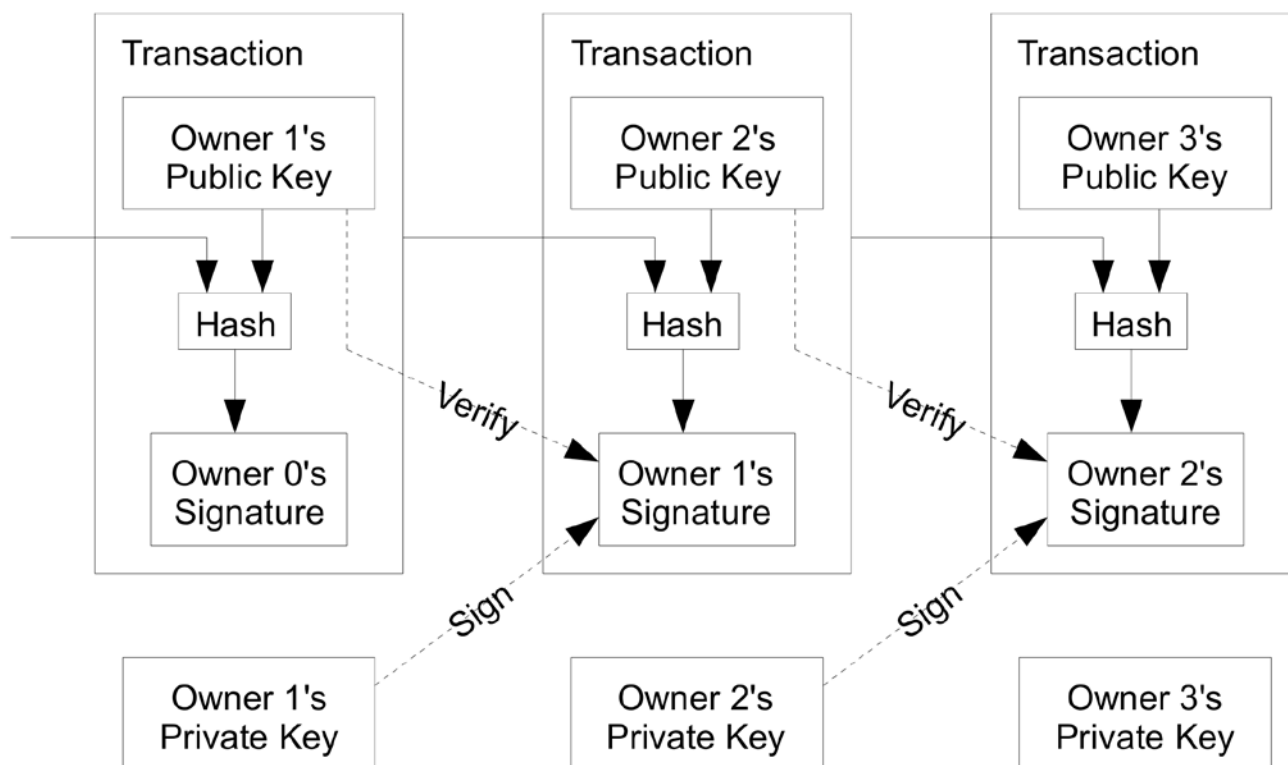 Transaction
Transaction
Transaction
Owner 1's
Public Key
Owner 2's
Public Key
Owner 3's
Public Key
Hash
Hash
Hash
Verify
Verify
Owner 0's
Signature
Owner 1's
Signature
Owner 2's
Signature
Sign
Sign
Owner 1's
Private Key
Owner 2's
Private Key
Owner 3's
Private Key